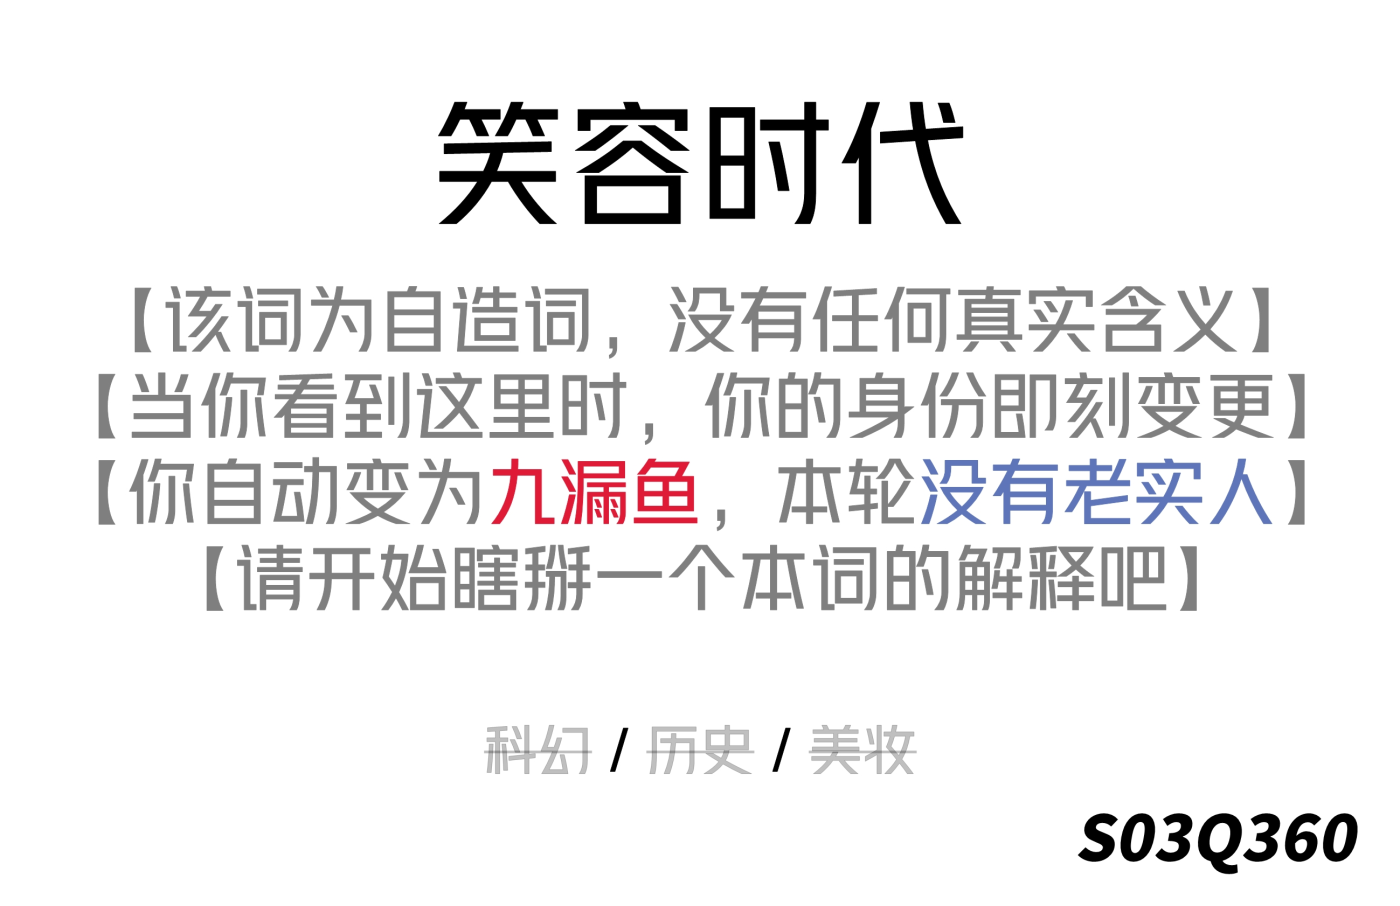 笑容时代
【该词为自造词，没有任何真实含义】
【当你看到这里时，你的身份即刻变更】
【你自动变为九漏鱼，本轮没有老实人】
【请开始瞎掰一个本词的解释吧】
科幻 / 历史 / 美妆
S03Q360